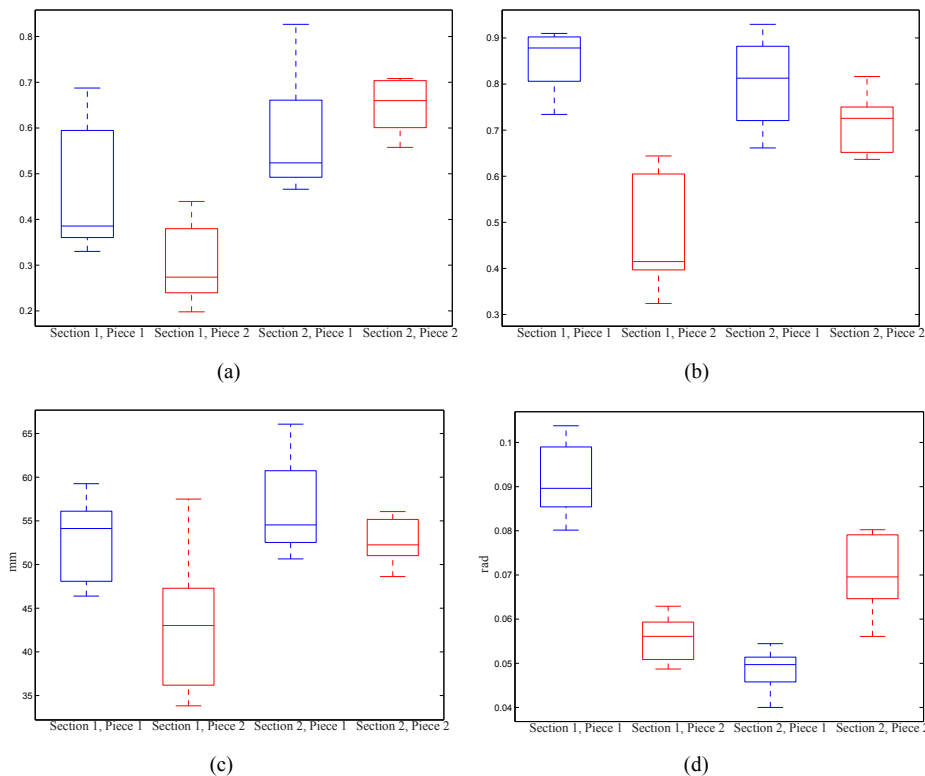 0.8
0.7
0.6
0.5
0.4
0.3
0.2
Section 1, Piece 1 Section 1, Piece 2 Section 2, Piece 1 Section 2, Piece 2
(a)
0.9
0.8
0.7
0.6
0.5
0.4
0.3
Section 1, Piece 1 Section 1, Piece 2 Section 2, Piece 1 Section 2, Piece 2
(b)
65
60
55
50
45
40
35
mm
Section 1, Piece 1 Section 1, Piece 2 Section 2, Piece 1 Section 2, Piece 2
(c)
0.1
0.09
0.08
0.07
0.06
0.05
0.04
rad
Section 1, Piece 1 Section 1, Piece 2 Section 2, Piece 1 Section 2, Piece 2
(d)